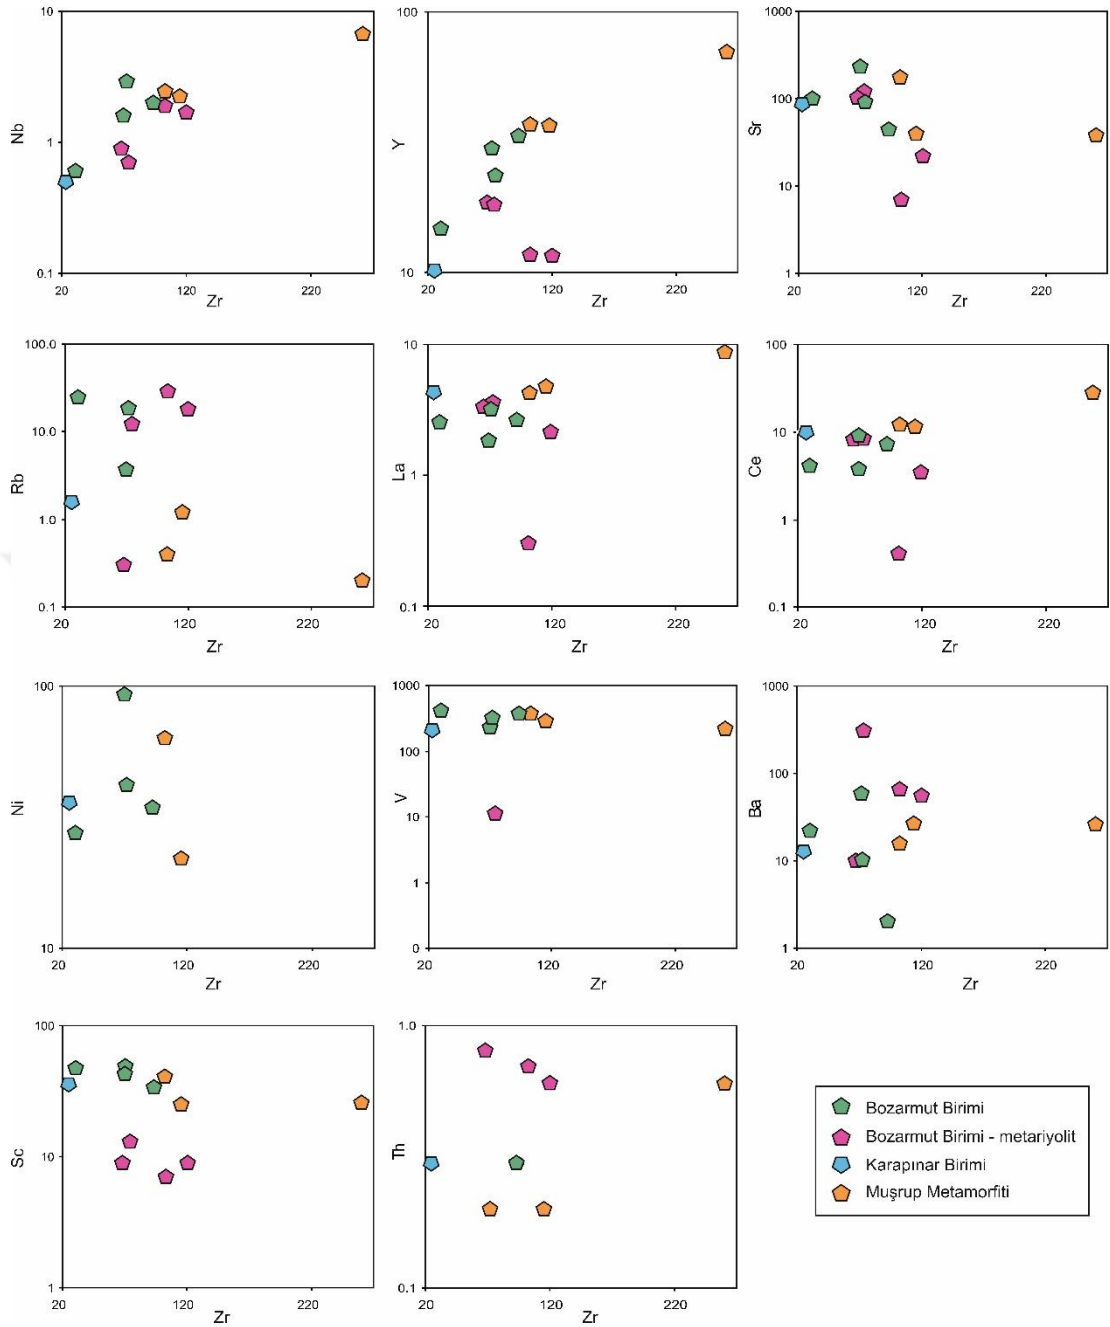 10
1
0.1
Nb
20
120
220
Zr
100
10
Y
20
120
220
Zr
1000
100
10
1
Sr
20
120
220
Zr
100.0
10.0
1.0
0.1
Rb
20
120
220
Zr
10
1
0.1
La
20
120
220
Zr
100
10
1
0.1
Ce
20
120
220
Zr
100
10
Ni
20
120
220
Zr
1000
100
10
1
0
V
20
120
220
Zr
1000
100
10
1
Ba
20
120
220
Zr
100
10
1
Sc
20
120
220
Zr
1.0
0.1
Th
20
120
220
Zr
Bozarmut Birimi
Bozarmut Birimi - metariyolit
Karapınar Birimi
Muşrup Metamorfiti